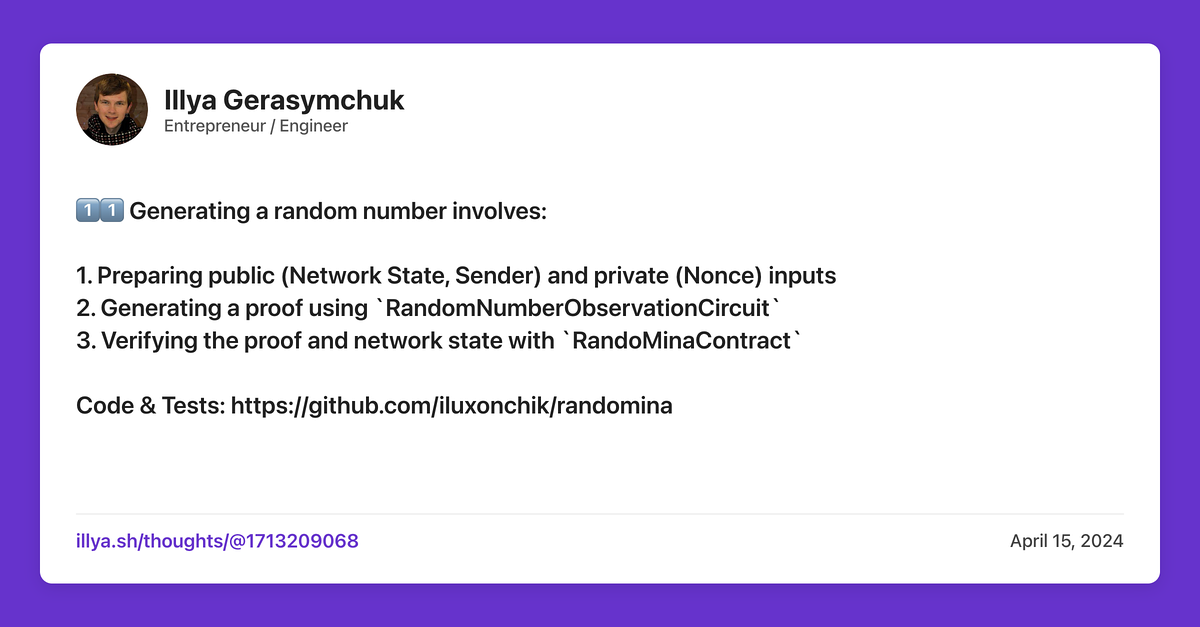 Illya Gerasymchuk
Entrepreneur / Engineer
1️⃣1️⃣ Generating a random number involves:
1. Preparing public (Network State, Sender) and private (Nonce) inputs
2. Generating a proof using `RandomNumberObservationCircuit`
3. Verifying the proof and network state with `RandoMinaContract`
Code & Tests: https://github.com/iluxonchik/randomina
illya.sh/thoughts/@1713209068
April 15, 2024